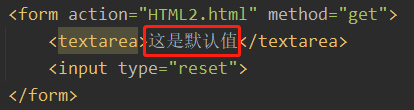 <form action="HTML2.html" method="get">
<textarea>这是默认值</textarea>
<input type="reset">
</form>